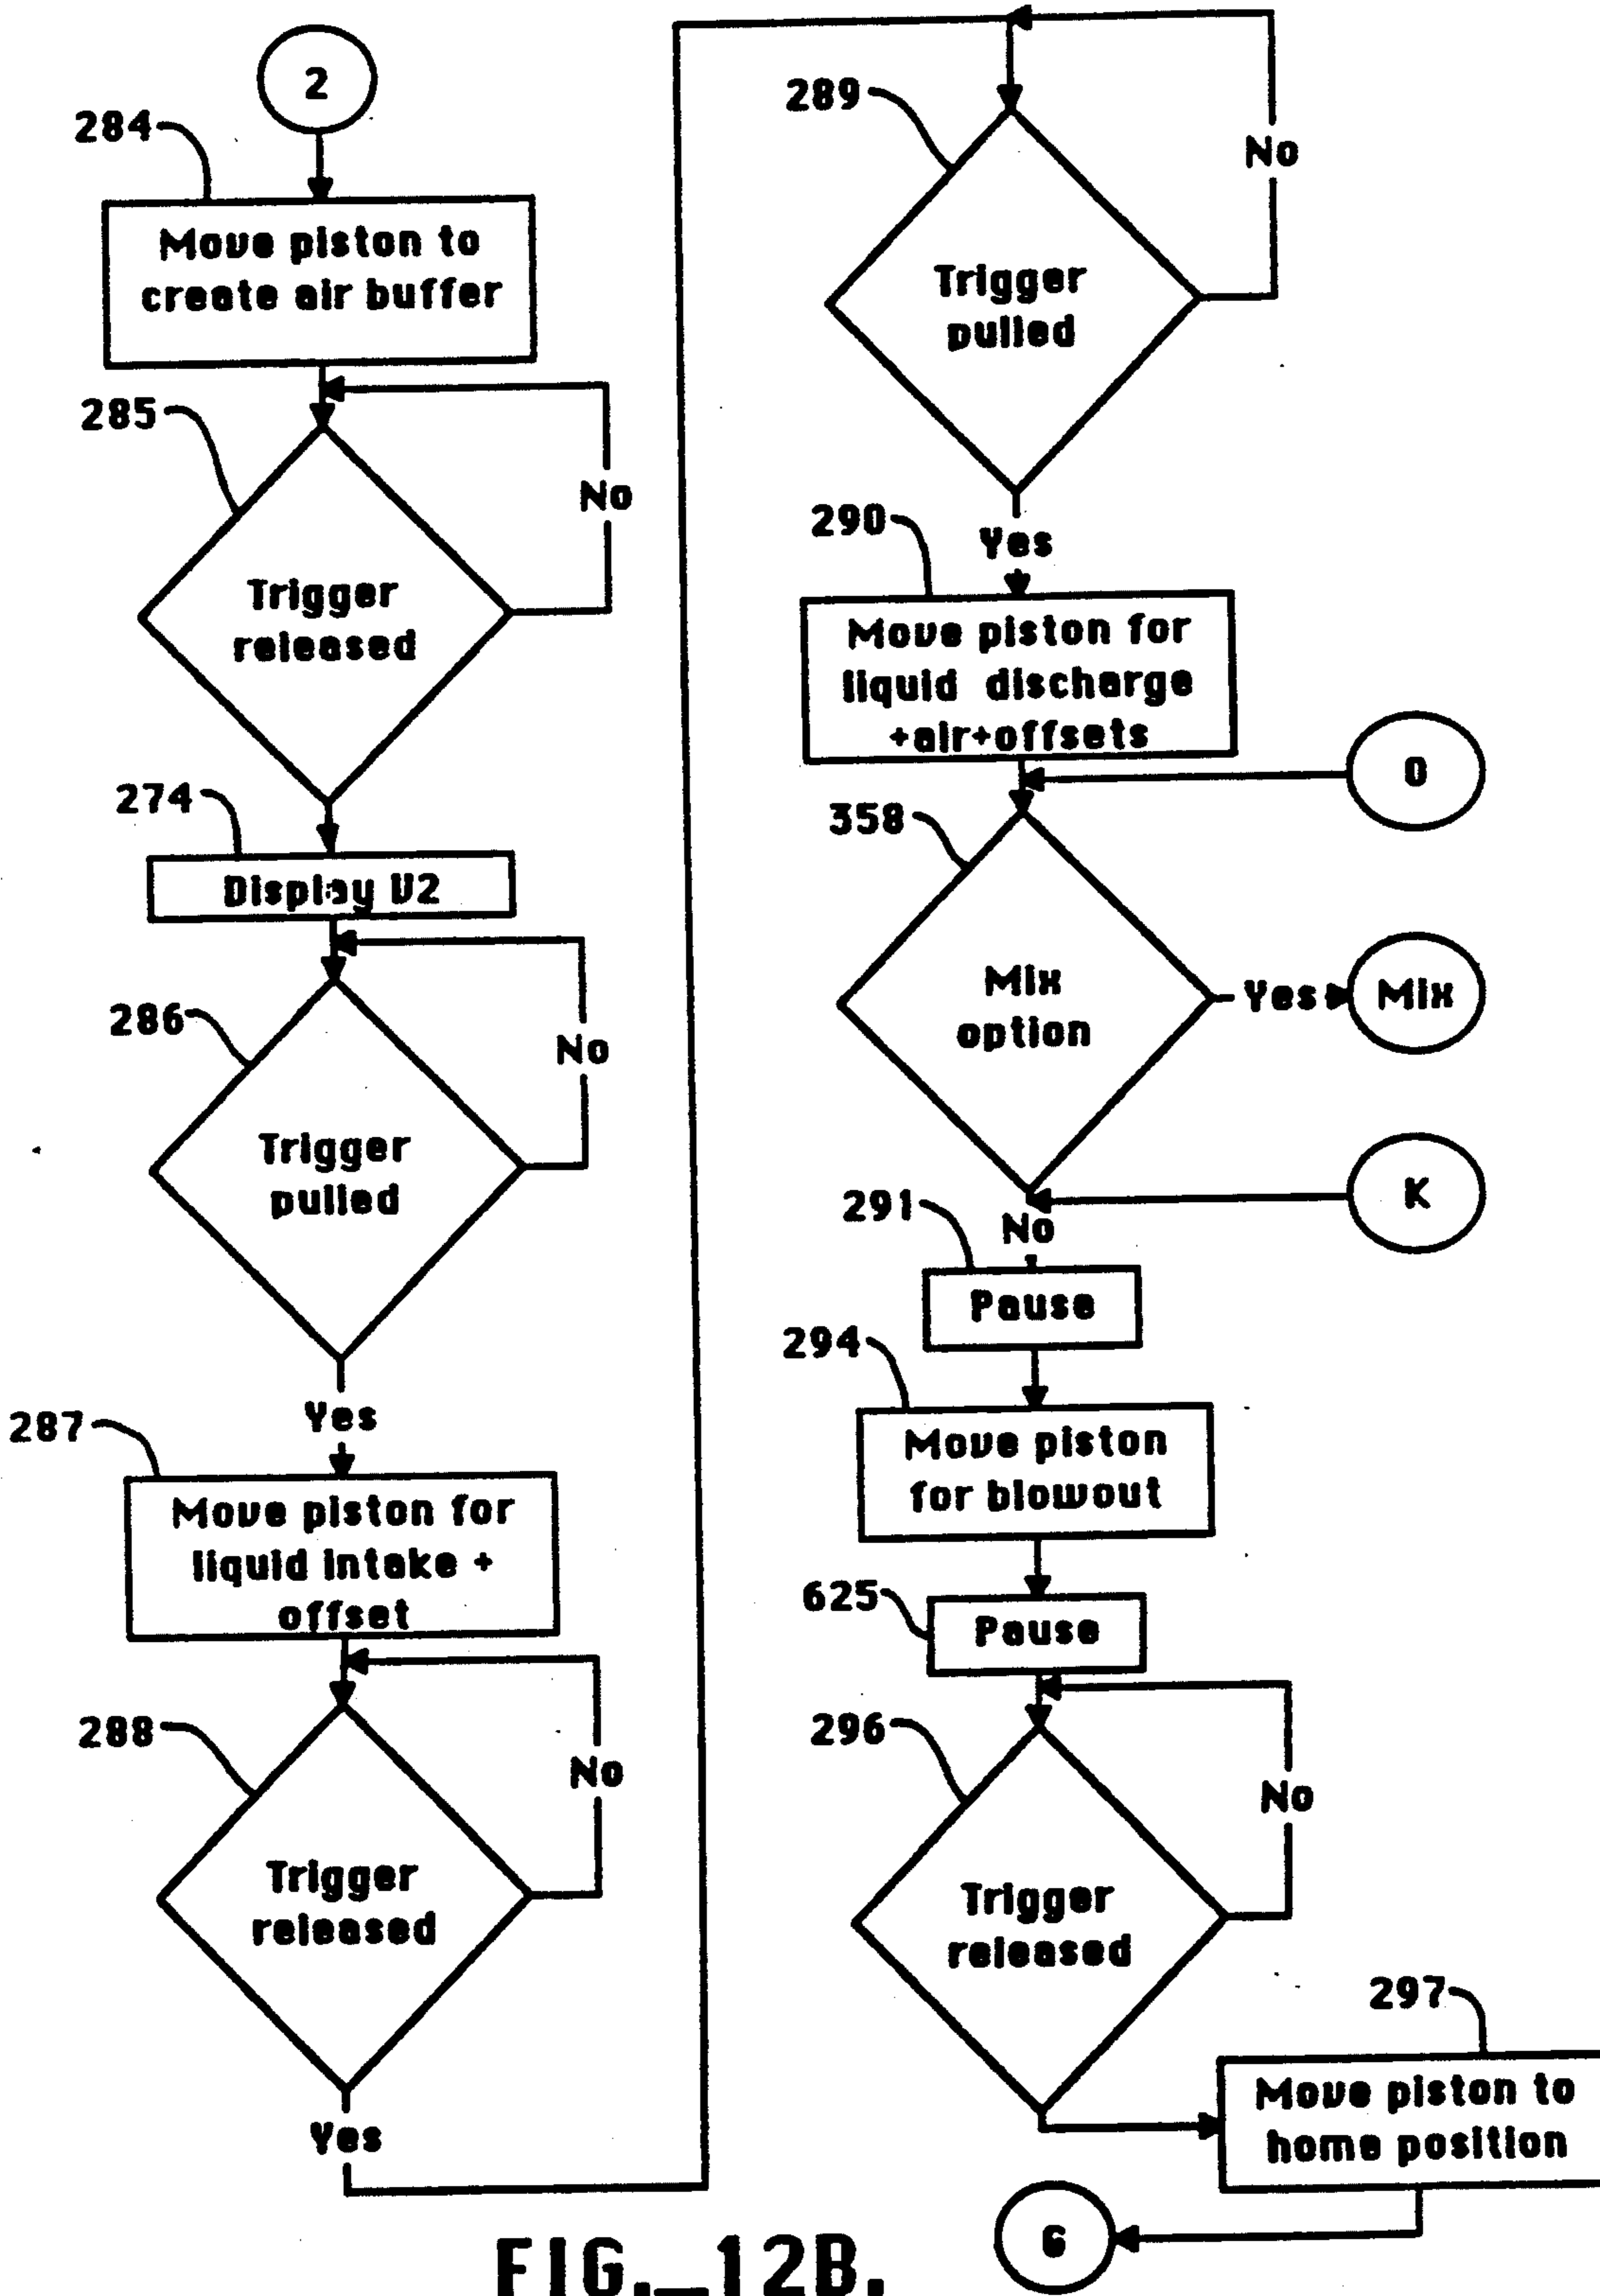 2
284
Move piston to
create air buffer
285
No
Trigger
released
274
Display V2
286
No
Trigger
pulled
Yes
287
Move piston for
liquid intake +
offset
288
No
Trigger
released
Yes
289
No
Trigger
pulled
290
Yes
Move piston for
liquid discharge
+air+offsets
O
358
Mix
option
Yes
Mix
K
291
No
Pause
294
Move piston
for blowout
625
Pause
296
No
Trigger
released
297
Move piston to
home position
G
FIG._12B.